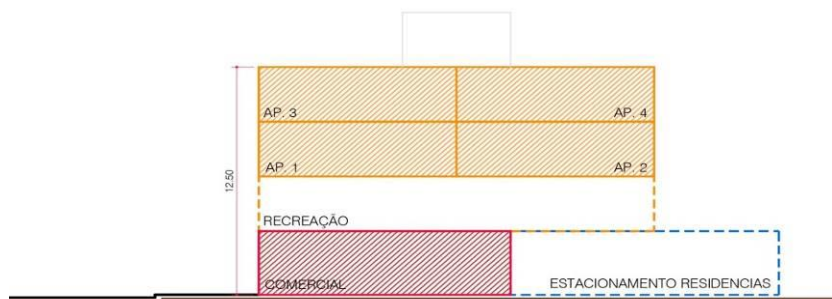 AP. 3
AP. 4
12.50
AP. 1
AP. 2
RECREAÇÃO
COMERCIAL
ESTACIONAMENTO RESIDENCIAS